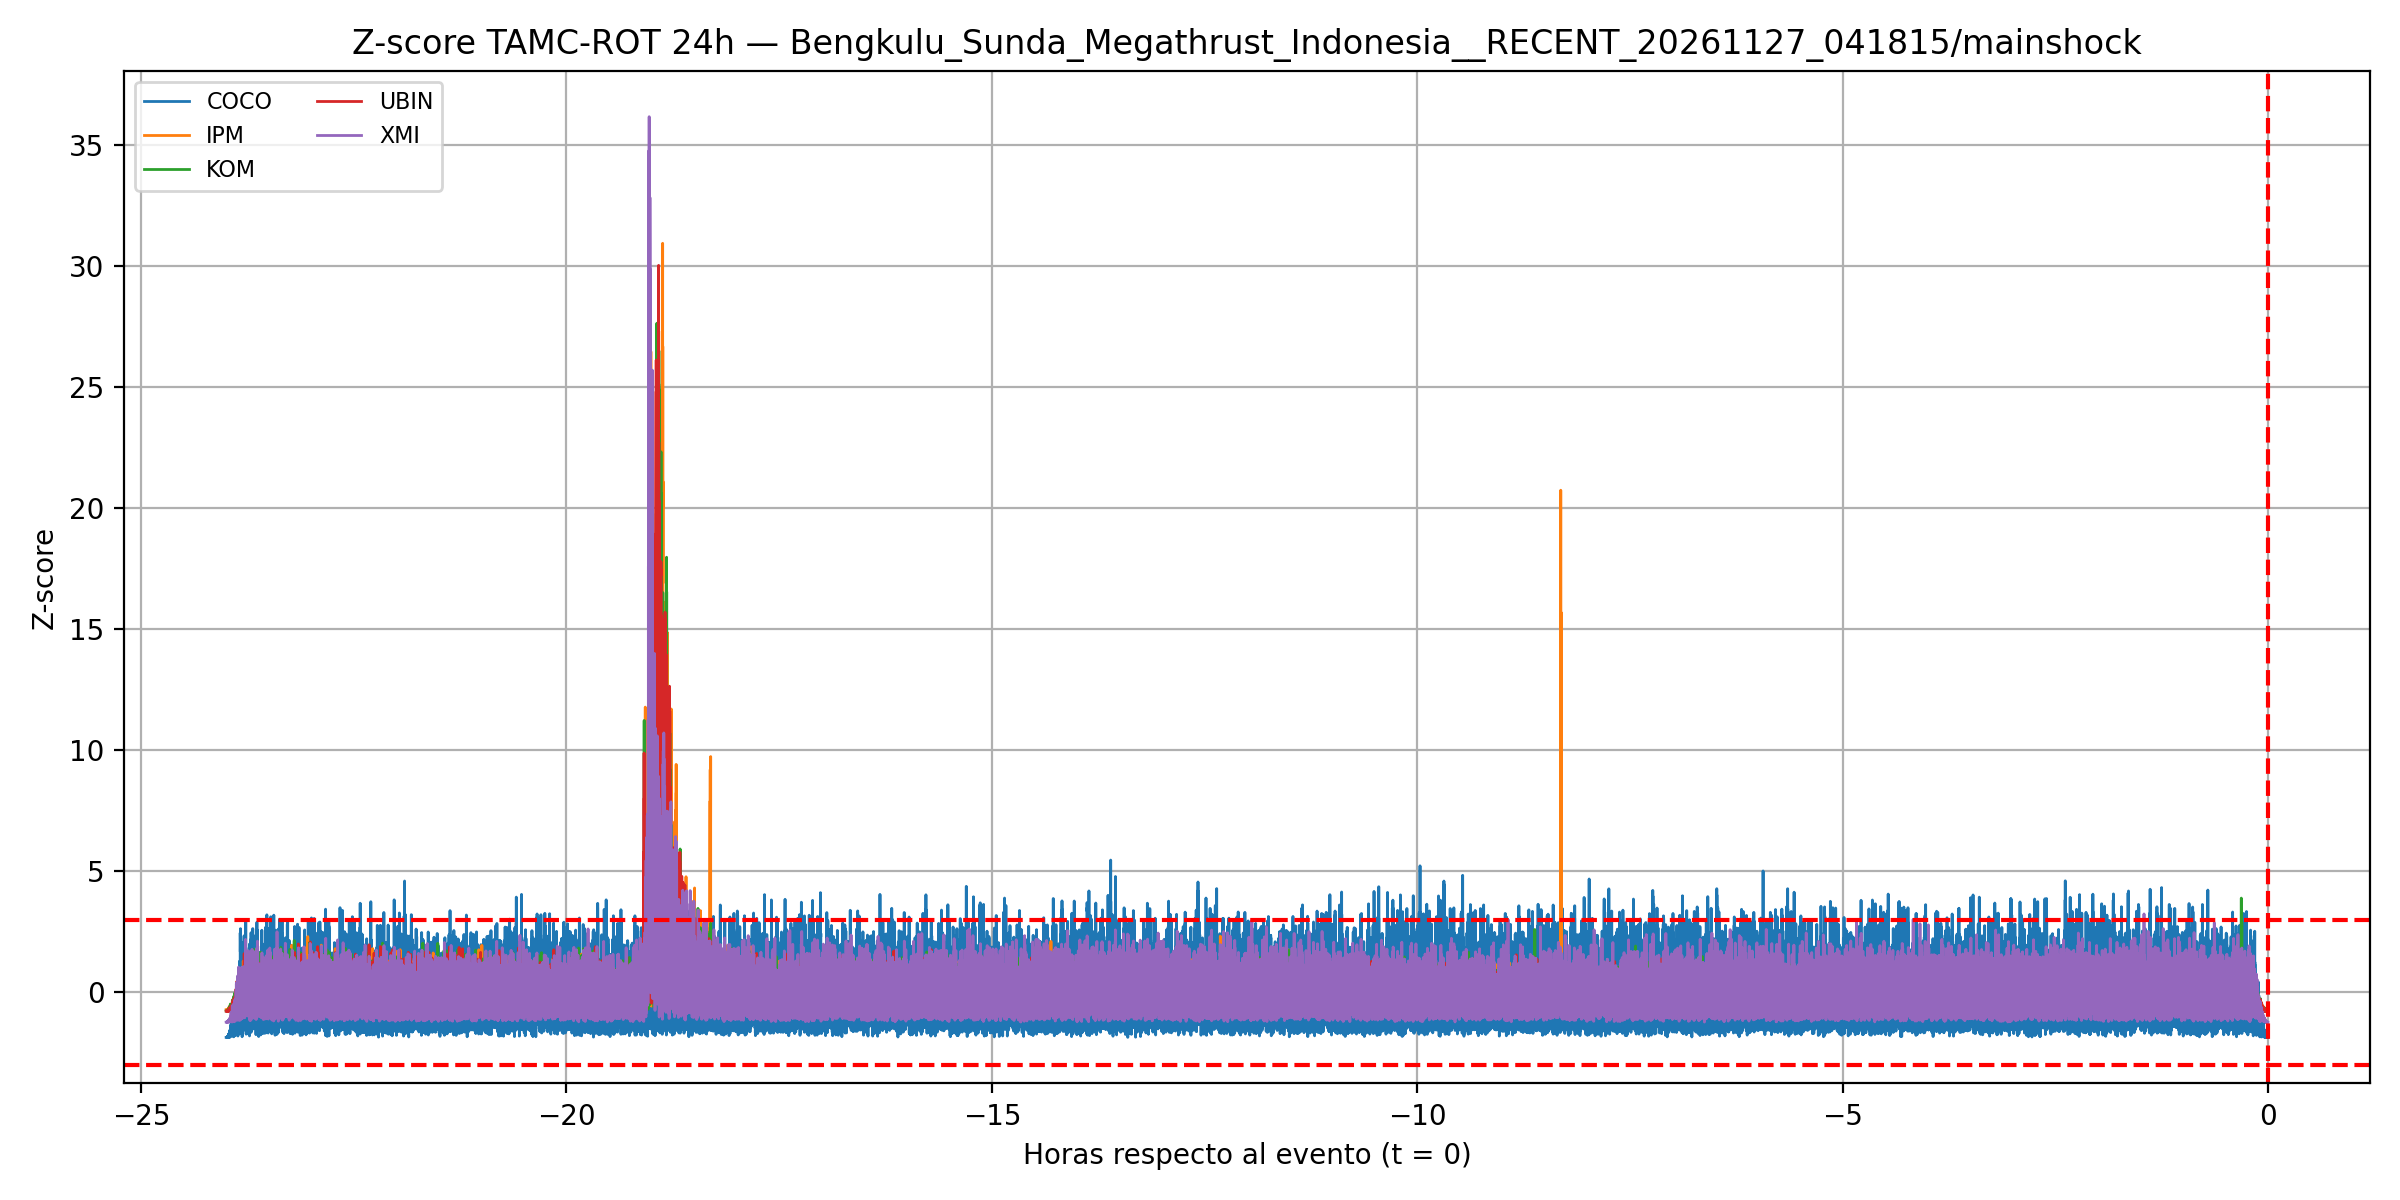 Z-score TAMC-ROT 24h — Bengkulu_Sunda_Megathrust_Indonesia__RECENT_20261127_041815/mainshock
COCO
IPM
KOM
UBIN
XMI
35
30
25
20
15
10
5
0
Z-score
−25
−20
−15
−10
−5
0
Horas respecto al evento (t = 0)